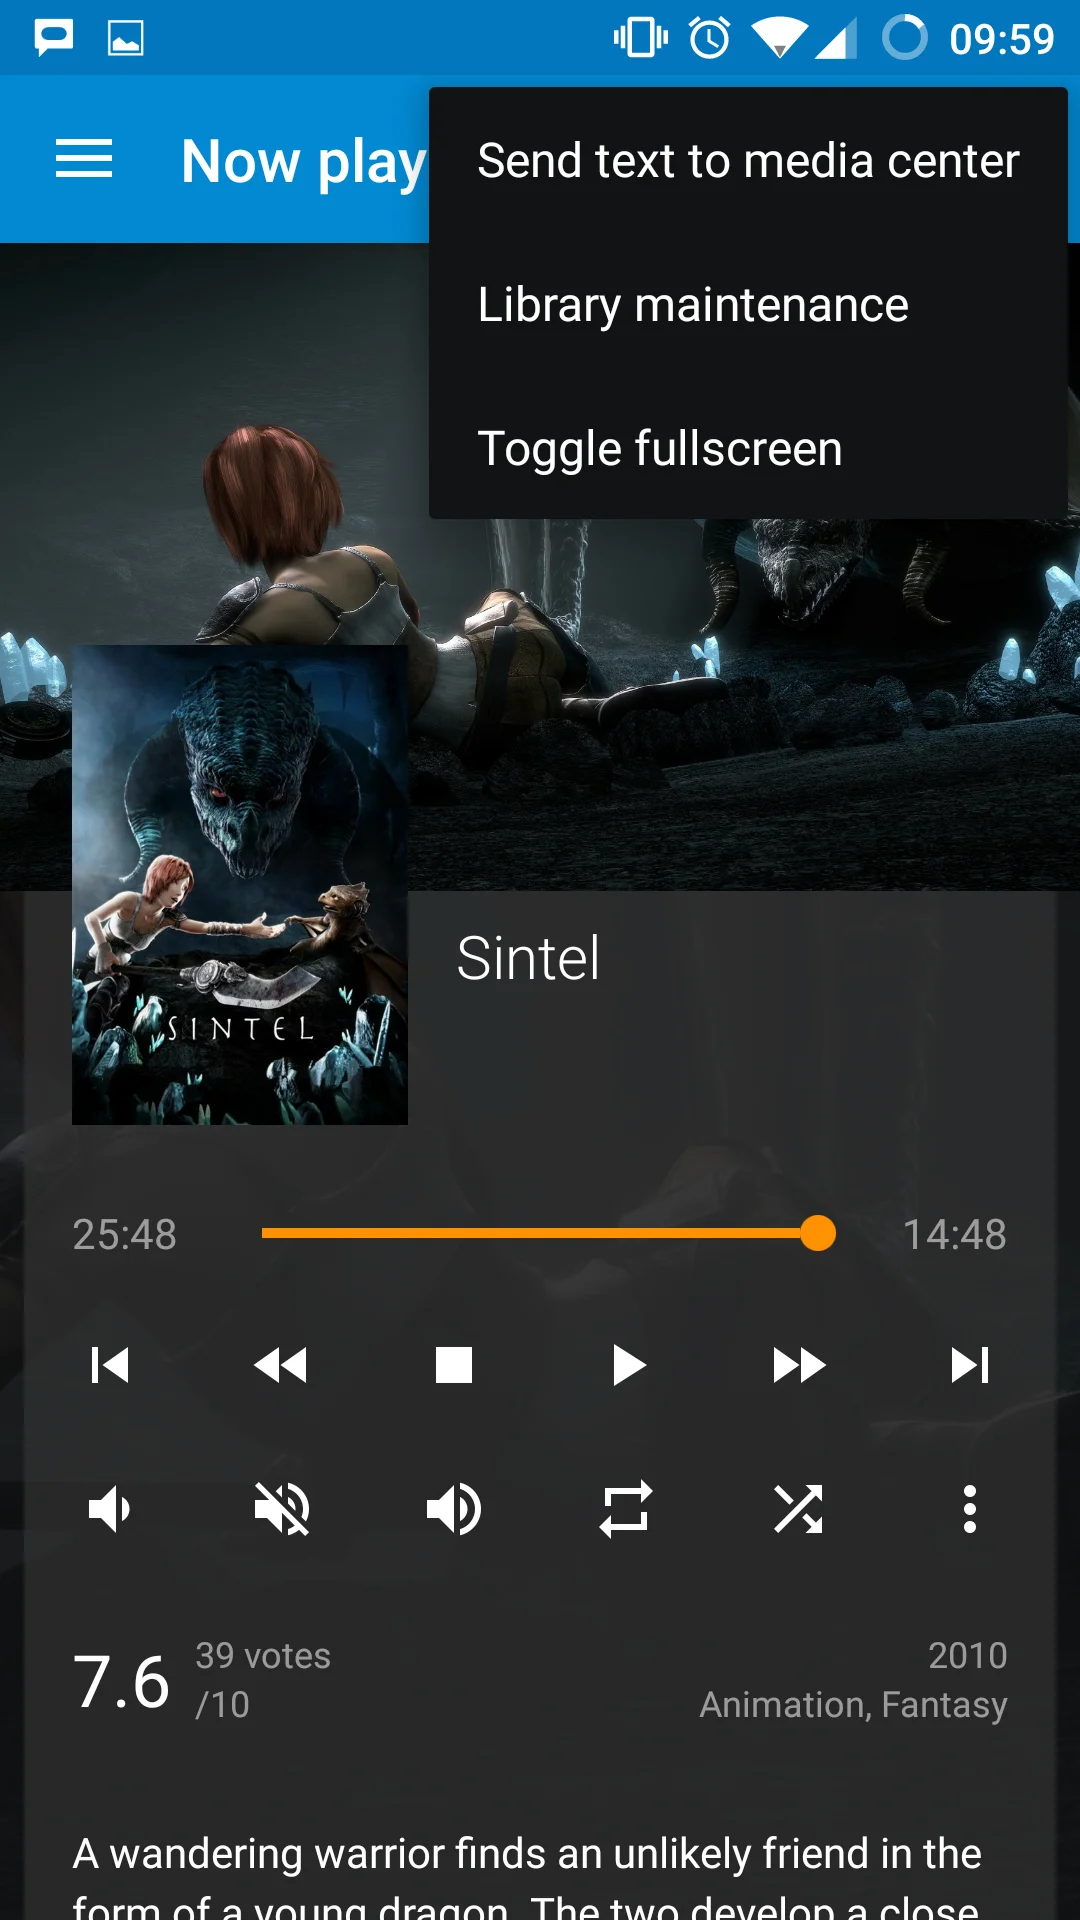 09:59
Now play
Send text to media center
Library maintenance
Toggle fullscreen
SINTEL
Sintel
25:48
14:48
7.6
39 votes
/10
2010
Animation, Fantasy
A wandering warrior finds an unlikely friend in the
form of a young dragon. The two develop a close